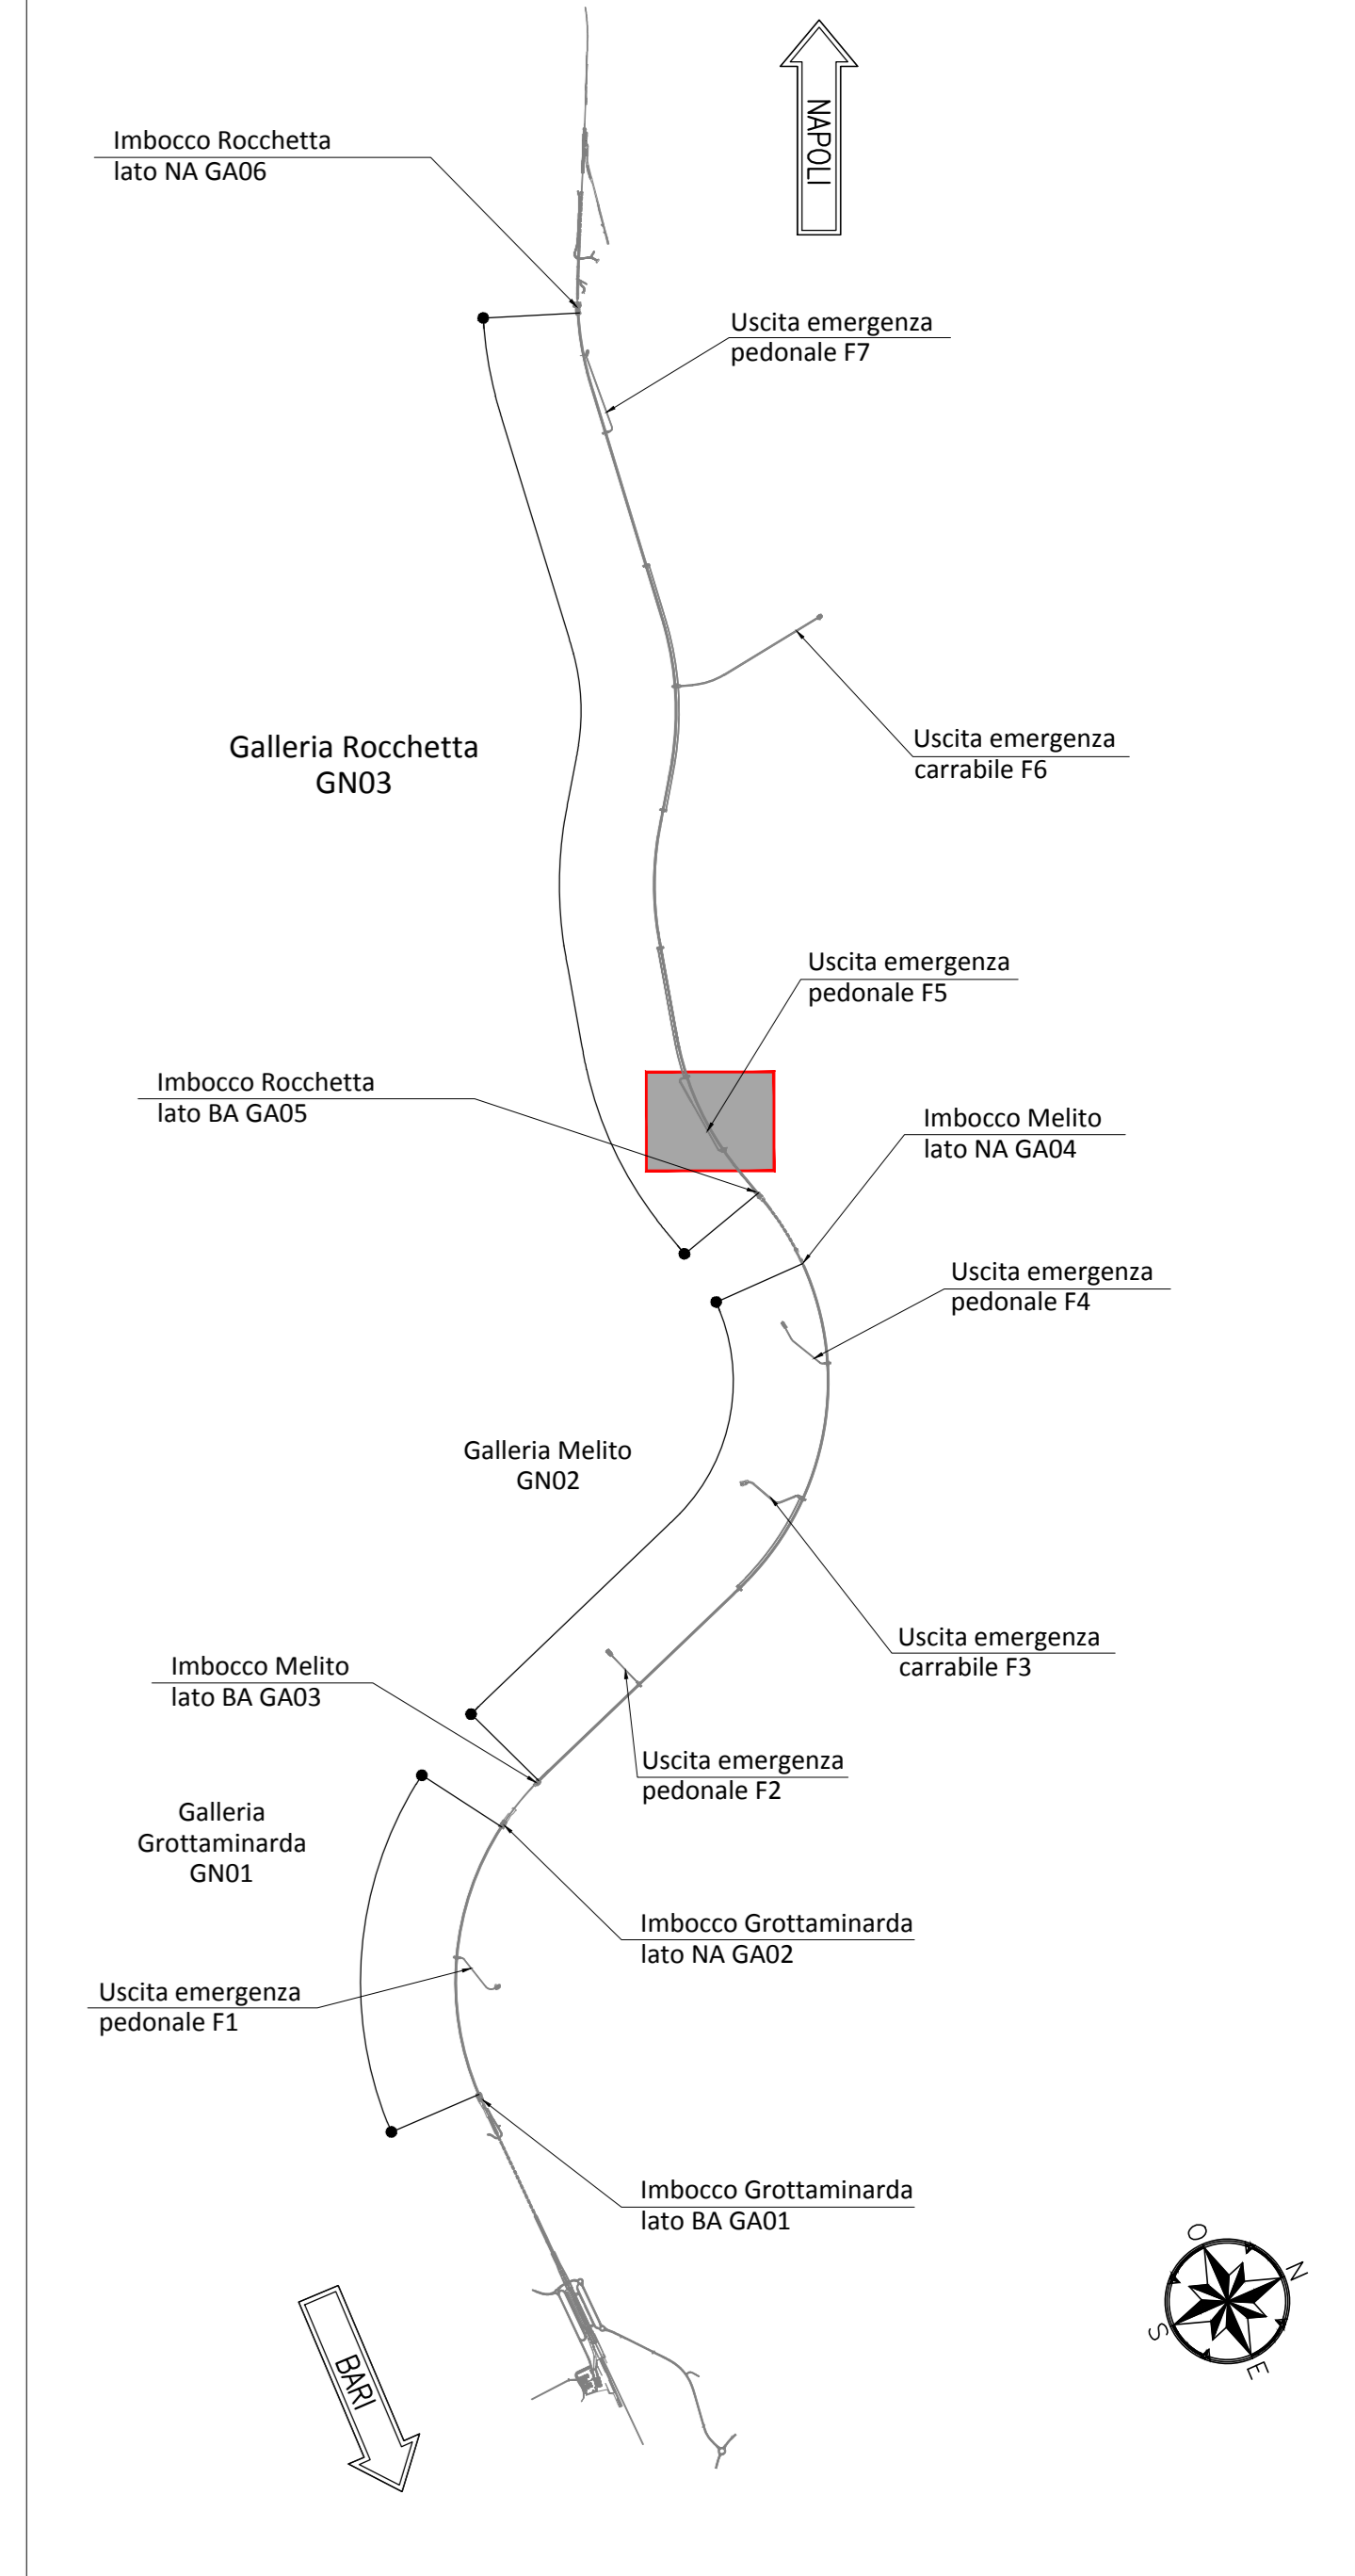 NAPOLI
Imbocco Rocchetta
lato NA GA06
Uscita emergenza
pedonale F7
Uscita emergenza
carrabile F6
Galleria Rocchetta
GN03
Uscita emergenza
pedonale F5
Imbocco Rocchetta
lato BA GA05
Imbocco Melito
lato NA GA04
Uscita emergenza
pedonale F4
Galleria Melito
GN02
Uscita emergenza
carrabile F3
Imbocco Melito
lato BA GA03
Uscita emergenza
pedonale F2
Galleria
Grottaminarda
GN01
Imbocco Grottaminarda
lato NA GA02
Uscita emergenza
pedonale F1
Imbocco Grottaminarda
lato BA GA01
O
N
S
E
BARI